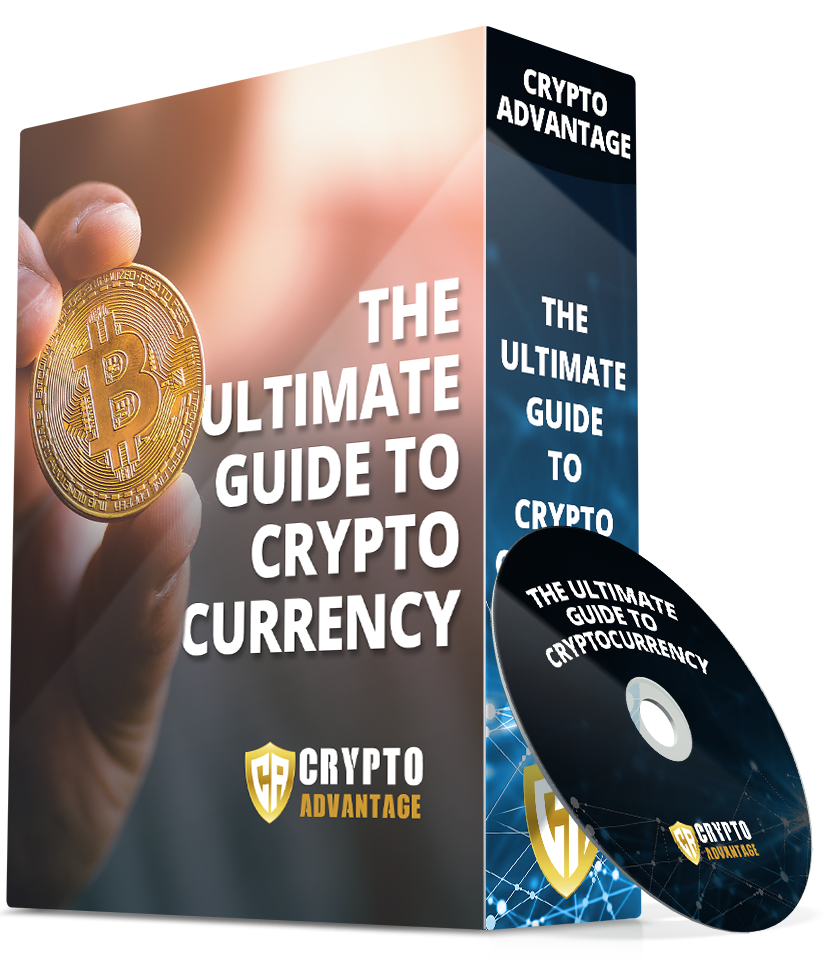 THE
ULTIMATE
GUIDE TO
CRYPTO
CURRENCY
CRYPTO
ADVANTAGE
CRYPTO
ADVANTAGE
THE
ULTIMATE
GUIDE
TO
CRYPTO
THE ULTIMATE
GUIDE TO
CRYPTOCURRENCY
CRYPTO
ADVANTAGE